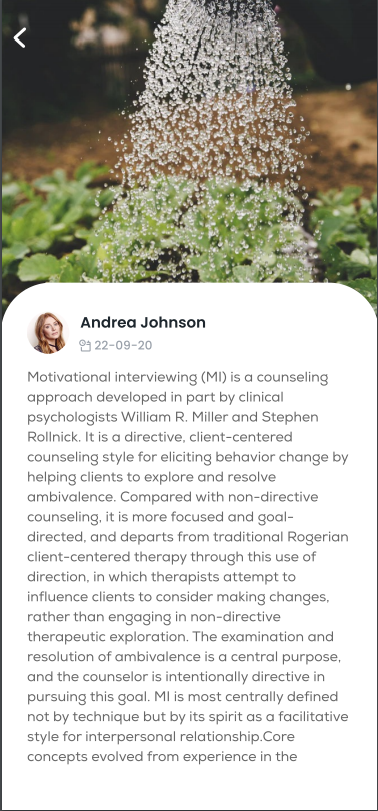 Andrea Johnson
22-09-20
Motivational interviewing (MI) is a counseling
approach developed in part by clinical
psychologists William R. Miller and Stephen
Rollnick. It is a directive, client-centered
counseling style for eliciting behavior change by
helping clients to explore and resolve
ambivalence. Compared with non-directive
counseling, it is more focused and goal-
directed, and departs from traditional Rogerian
client-centered therapy through this use of
direction, in which therapists attempt to
influence clients to consider making changes,
rather than engaging in non-directive
therapeutic exploration. The examination and
resolution of ambivalence is a central purpose,
and the counselor is intentionally directive in
pursuing this goal. MI is most centrally defined
not by technique but by its spirit as a facilitative
style for interpersonal relationship.Core
concepts evolved from experience in the